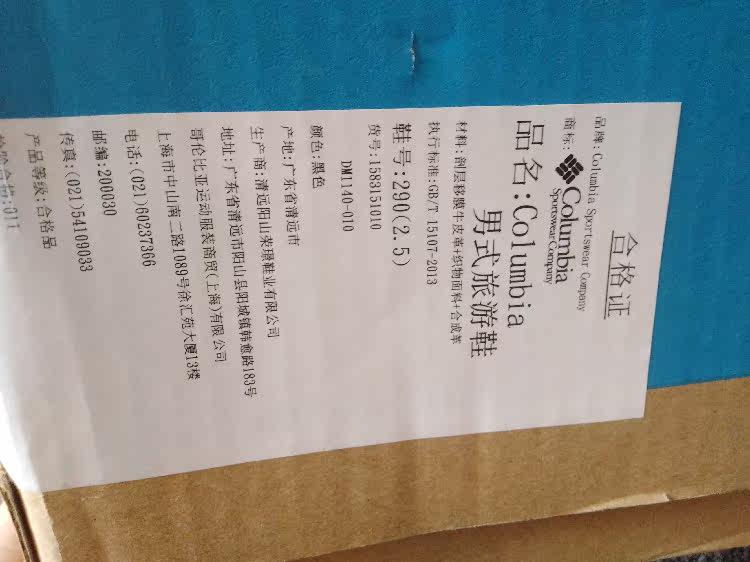 合格证
品牌: Columbia Sportswear Company
商标: Columbia
Sportswear Company
品名:Columbia
男式旅游鞋
材料:剖层移膜牛皮革+织物面料+合成革
执行标准:GB/T 15107-2013
鞋号:290(2.5)
货号:1583151010
DM1140-010
颜色:黑色
产地:广东省清远市
生产商:清远阳山荣璟鞋业有限公司
地址:广东省清远市阳山县阳城镇韩愈路183号
哥伦比亚运动服装商贸(上海)有限公司
上海市中山南二路1089号徐汇苑大厦13楼
电话:(021)60237366
邮编:200030
传真:(021)54109033
产品等级:合格品